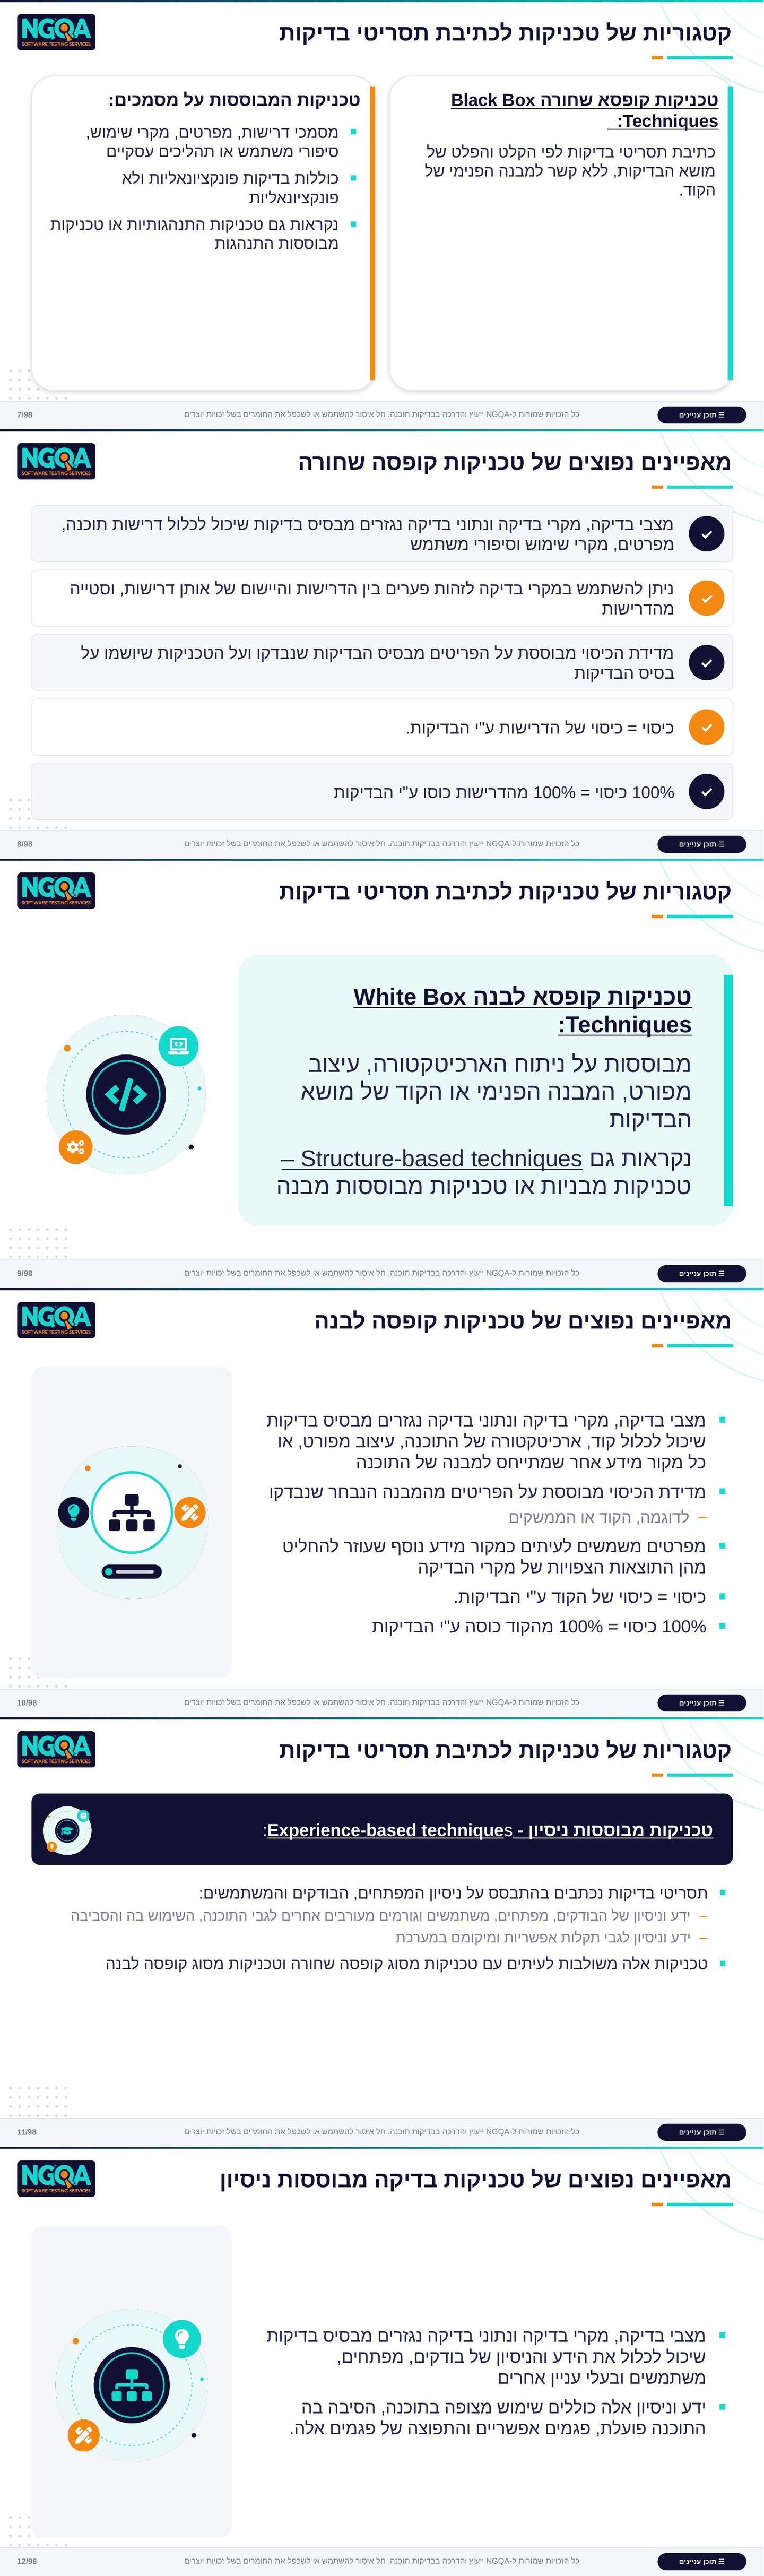 קטגוריות של טכניקות לכתיבת תסריטי בדיקות
NGQA
SOFTWARE TESTING SERVICES
טכניקות קופסא שחורה Black Box
Techniques:
כתיבת תסריטי בדיקות לפי הקלט והפלט של
מושא הבדיקות, ללא קשר למבנה הפנימי של
הקוד.
טכניקות המבוססות על מסמכים:
מסמכי דרישות, מפרטים, מקרי שימוש,
סיפורי משתמש או תהליכים עסקיים
כוללות בדיקות פונקציונאליות ולא
פונקציונאליות
נקראות גם טכניקות התנהגותיות או טכניקות
מבוססות התנהגות
☰ תוכן עניינים
כל הזכויות שמורות ל-NGQA ייעוץ והדרכה בבדיקות תוכנה. חל איסור להשתמש או לשכפל את החומרים בשל זכויות יוצרים
7/98
מאפיינים נפוצים של טכניקות קופסה שחורה
NGQA
SOFTWARE TESTING SERVICES
מצבי בדיקה, מקרי בדיקה ונתוני בדיקה נגזרים מבסיס בדיקות שיכול לכלול דרישות תוכנה,
מפרטים, מקרי שימוש וסיפורי משתמש
ניתן להשתמש במקרי בדיקה לזהות פערים בין הדרישות והיישום של אותן דרישות, וסטייה
מהדרישות
מדידת הכיסוי מבוססת על הפריטים מבסיס הבדיקות שנבדקו ועל הטכניקות שיושמו על
בסיס הבדיקות
כיסוי = כיסוי של הדרישות ע"י הבדיקות.
100% כיסוי = 100% מהדרישות כוסו ע"י הבדיקות
☰ תוכן עניינים
כל הזכויות שמורות ל-NGQA ייעוץ והדרכה בבדיקות תוכנה. חל איסור להשתמש או לשכפל את החומרים בשל זכויות יוצרים
8/98
קטגוריות של טכניקות לכתיבת תסריטי בדיקות
NGQA
SOFTWARE TESTING SERVICES
טכניקות קופסא לבנה White Box
Techniques:
מבוססות על ניתוח הארכיטקטורה, עיצוב
מפורט, המבנה הפנימי או הקוד של מושא
הבדיקות
נקראות גם Structure-based techniques –
טכניקות מבניות או טכניקות מבוססות מבנה
☰ תוכן עניינים
כל הזכויות שמורות ל-NGQA ייעוץ והדרכה בבדיקות תוכנה. חל איסור להשתמש או לשכפל את החומרים בשל זכויות יוצרים
9/98
מאפיינים נפוצים של טכניקות קופסה לבנה
NGQA
SOFTWARE TESTING SERVICES
מצבי בדיקה, מקרי בדיקה ונתוני בדיקה נגזרים מבסיס בדיקות
שיכול לכלול קוד, ארכיטקטורה של התוכנה, עיצוב מפורט, או
כל מקור מידע אחר שמתייחס למבנה של התוכנה
מדידת הכיסוי מבוססת על הפריטים מהמבנה הנבחר שנבדקו
– לדוגמה, הקוד או הממשקים
מפרטים משמשים לעיתים כמקור מידע נוסף שעוזר להחליט
מהן התוצאות הצפויות של מקרי הבדיקה
כיסוי = כיסוי של הקוד ע"י הבדיקות.
100% כיסוי = 100% מהקוד כוסה ע"י הבדיקות
☰ תוכן עניינים
כל הזכויות שמורות ל-NGQA ייעוץ והדרכה בבדיקות תוכנה. חל איסור להשתמש או לשכפל את החומרים בשל זכויות יוצרים
10/98
קטגוריות של טכניקות לכתיבת תסריטי בדיקות
NGQA
SOFTWARE TESTING SERVICES
טכניקות מבוססות ניסיון - Experience-based techniques:
תסריטי בדיקות נכתבים בהתבסס על ניסיון המפתחים, הבודקים והמשתמשים:
– ידע וניסיון של הבודקים, מפתחים, משתמשים וגורמים מעורבים אחרים לגבי התוכנה, השימוש בה והסביבה
– ידע וניסיון לגבי תקלות אפשריות ומיקומם במערכת
טכניקות אלה משולבות לעיתים עם טכניקות מסוג קופסה שחורה וטכניקות מסוג קופסה לבנה
☰ תוכן עניינים
כל הזכויות שמורות ל-NGQA ייעוץ והדרכה בבדיקות תוכנה. חל איסור להשתמש או לשכפל את החומרים בשל זכויות יוצרים
11/98
מאפיינים נפוצים של טכניקות בדיקה מבוססות ניסיון
NGQA
SOFTWARE TESTING SERVICES
מצבי בדיקה, מקרי בדיקה ונתוני בדיקה נגזרים מבסיס בדיקות
שיכול לכלול את הידע והניסיון של בודקים, מפתחים,
משתמשים ובעלי עניין אחרים
ידע וניסיון אלה כוללים שימוש מצופה בתוכנה, הסיבה בה
התוכנה פועלת, פגמים אפשריים והתפוצה של פגמים אלה.
☰ תוכן עניינים
כל הזכויות שמורות ל-NGQA ייעוץ והדרכה בבדיקות תוכנה. חל איסור להשתמש או לשכפל את החומרים בשל זכויות יוצרים
12/98